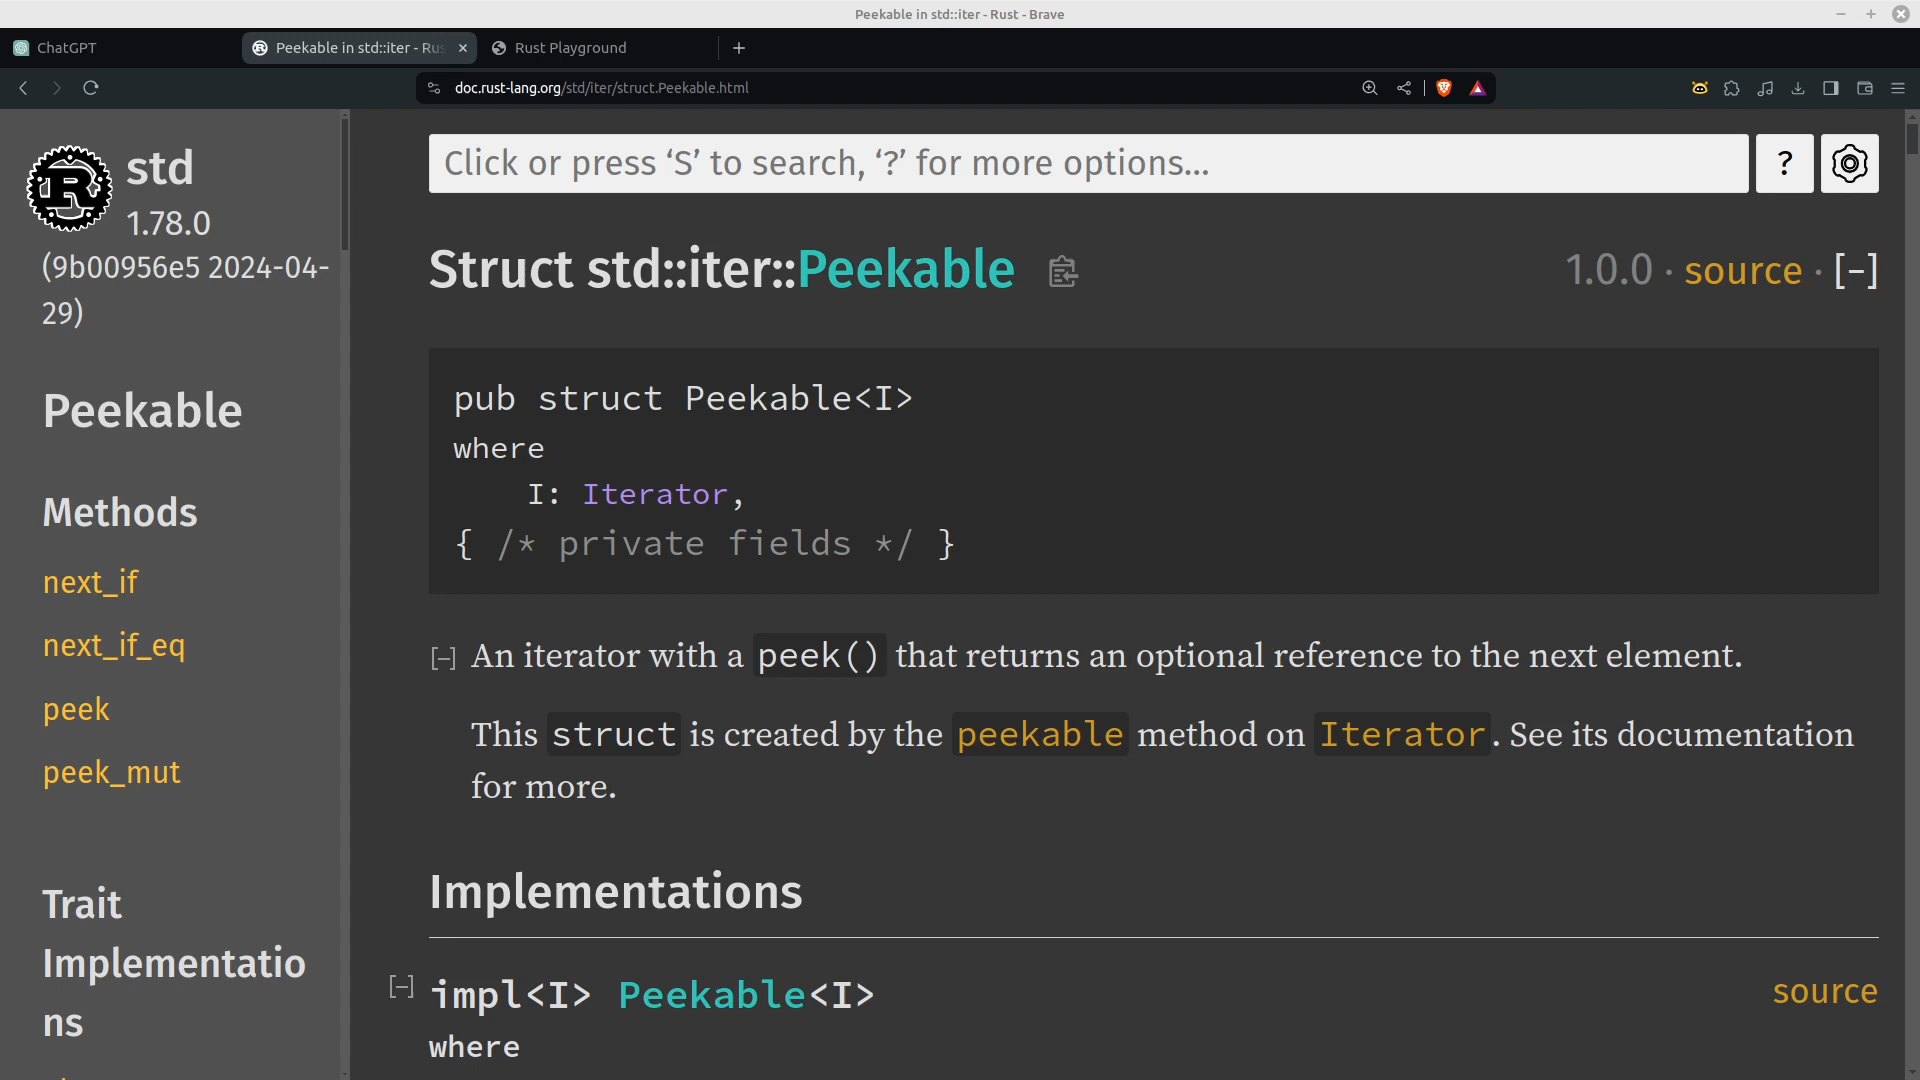 Peekable in std::iter - Rust - Brave
ChatGPT
Peekable in std::iter - Rus
Rust Playground
doc.rust-lang.org/std/iter/struct.Peekable.html
std
1.78.0
(9b00956e5 2024-04-
29)
Peekable
Methods
next_if
next_if_eq
peek
peek_mut
Trait
Implementatio
ns
Click or press ‘S’ to search, ‘?’ for more options…
?
Struct std::iter::Peekable
1.0.0 · source · [−]
pub struct Peekable<I>
where
I: Iterator,
{ /* private fields */ }
[−] An iterator with a peek() that returns an optional reference to the next element.
This struct is created by the peekable method on Iterator. See its documentation
for more.
Implementations
[−] impl<I> Peekable<I>
source
where